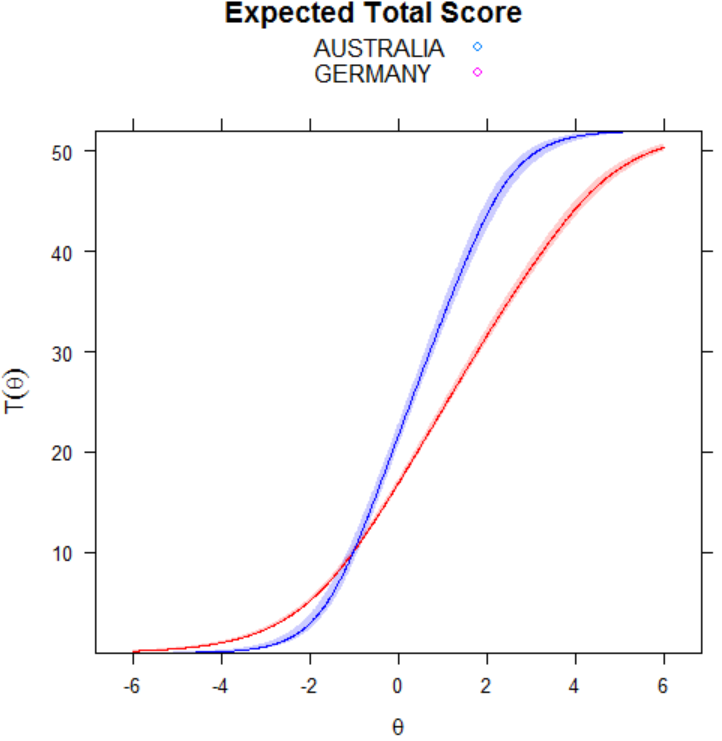 Expected Total Score
AUSTRALIA
GERMANY
50
40
30
20
10
T(θ)
-6 -4 -2 0 2 4 6
θ